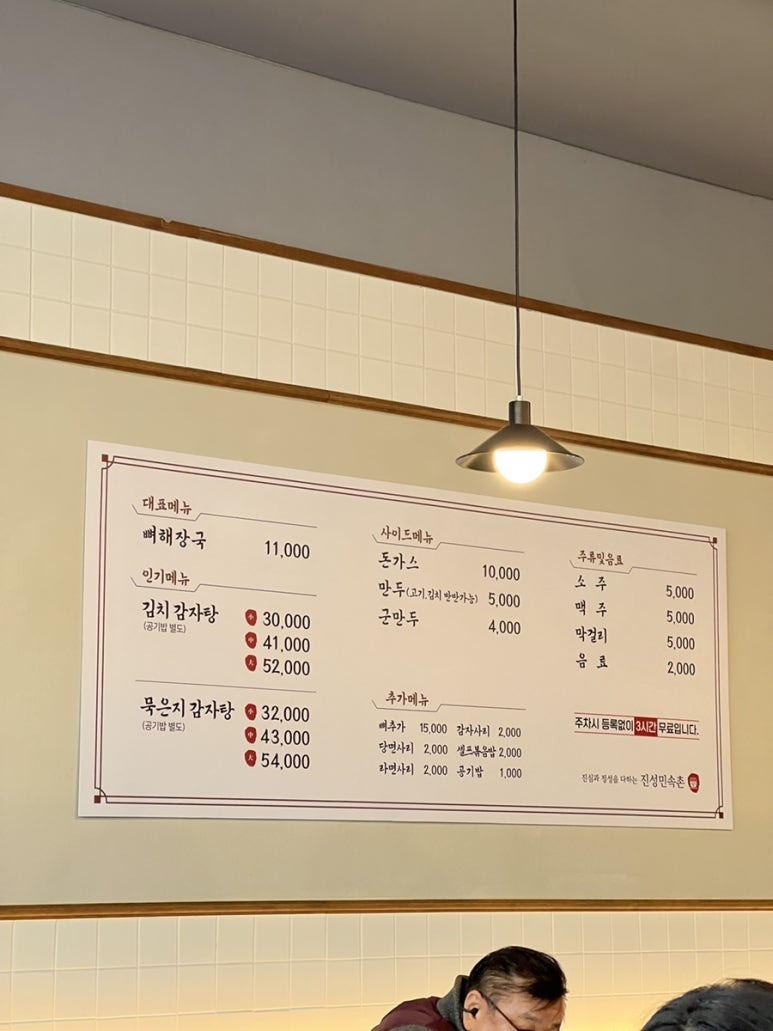 대표메뉴
뼈해장국 11,000
인기메뉴
김치 감자탕 小 30,000
(공기밥 별도)
中 41,000
大 52,000
묵은지 감자탕 小 32,000
(공기밥 별도)
中 43,000
大 54,000
사이드메뉴
돈가스 10,000
만두(고기,김치 반반가능) 5,000
군만두 4,000
추가메뉴
뼈추가 15,000 감자사리 2,000
당면사리 2,000 셀프볶음밥 2,000
라면사리 2,000 공기밥 1,000
주류및음료
소 주 5,000
맥 주 5,000
막걸리 5,000
음 료 2,000
주차시 등록없이 3시간 무료입니다.
진심과 정성을 다하는 진성민속촌